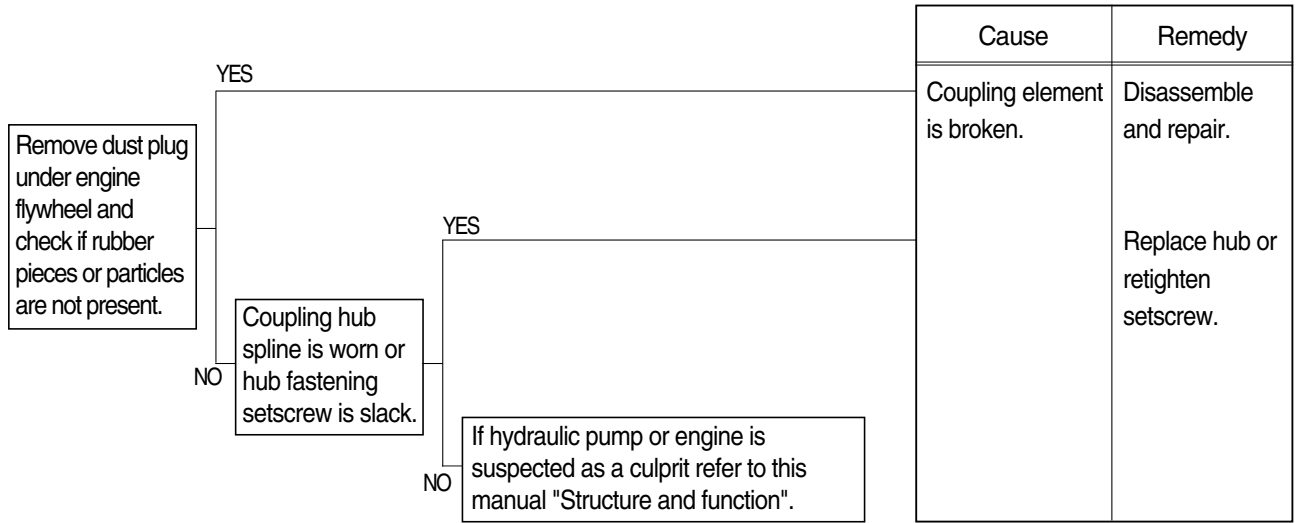 YES
Remove dust plug
under engine
flywheel and
check if rubber
pieces or particles
are not present.
NO
Coupling hub
spline is worn or
hub fastening
setscrew is slack.
YES
NO
If hydraulic pump or engine is
suspected as a culprit refer to this
manual "Structure and function".
Cause
Remedy
Coupling element
is broken.
Disassemble
and repair.
Replace hub or
retighten
setscrew.